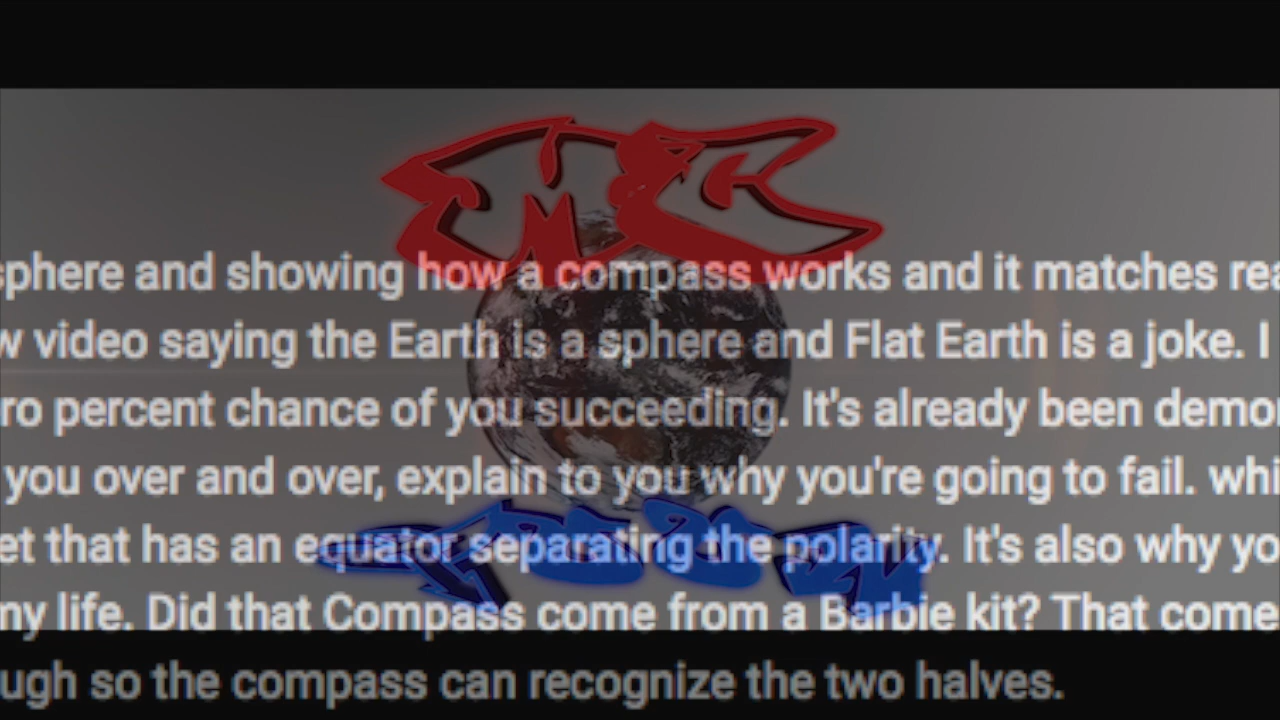 sphere and showing how a compass works and it matches rea
w video saying the Earth is a sphere and Flat Earth is a joke. I
ro percent chance of you succeeding. It's already been demon
you over and over, explain to you why you're going to fail. whi
et that has an equator separating the polarity. It's also why yo
my life. Did that Compass come from a Barbie kit? That come
ugh so the compass can recognize the two halves.